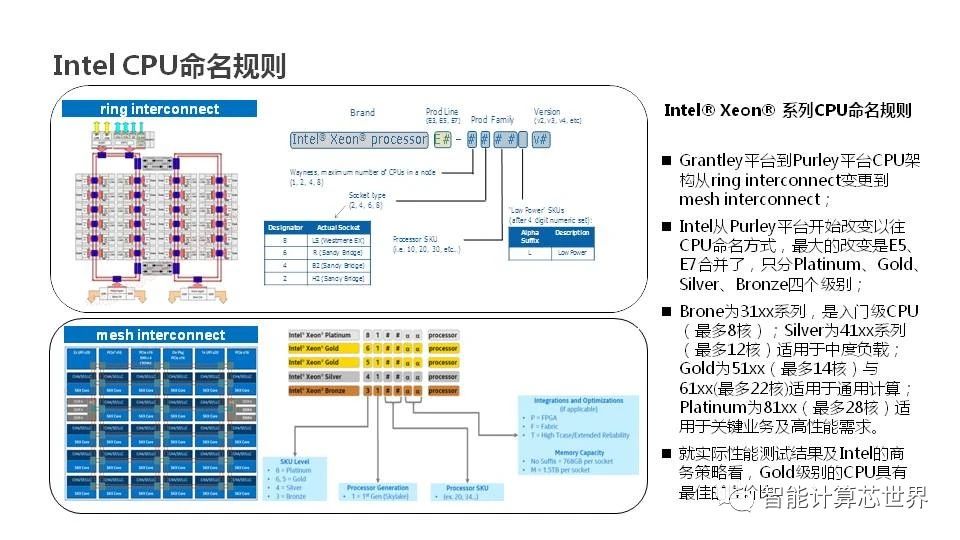 Intel CPU命名规则
ring interconnect
Brand
Prod Line
(E3, E5, E7)
Prod Family
Version
(v2, v3, v4, etc)
Intel® Xeon® processor E# - # # # # v#
Wayness, maximum number of CPUs in a node
(1, 2, 4, 8)
Socket type
(2, 4, 6, 8)
Processor SKU
(i.e. 10, 20, 30, etc...)
"Low Power" SKUs
(after 4 digit numeric set):
Alpha Suffix Description
L Low Power
Designator Actual Socket
8 LS (Westmere EX)
6 R (Sandy Bridge)
4 B2 (Sandy Bridge)
2 H2 (Sandy Bridge)
mesh interconnect
Intel® Xeon® Platinum 8 1 # # α α processor
Intel® Xeon® Gold 6 1 # # α α processor
Intel® Xeon® Gold 5 1 # # α α processor
Intel® Xeon® Silver 4 1 # # α α processor
Intel® Xeon® Bronze 3 1 # # α α processor
SKU Level
• 8 = Platinum
• 6, 5 = Gold
• 4 = Silver
• 3 = Bronze
Processor Generation
• 1 = 1st Gen (Skylake)
Processor SKU
(ex. 20, 34...)
Integrations and Optimizations
(if applicable)
• P = FPGA
• F = Fabric
• T = High Tcase/Extended Reliability
Memory Capacity
• No Suffix = 768GB per socket
• M = 1.5TB per socket
Intel® Xeon® 系列CPU命名规则
■ Grantley平台到Purley平台CPU架
构从ring interconnect变更到
mesh interconnect；
■ Intel从Purley平台开始改变以往
CPU命名方式，最大的改变是E5、
E7合并了，只分Platinum、Gold、
Silver、Bronze四个级别；
■ Brone为31xx系列，是入门级CPU
（最多8核）；Silver为41xx系列
（最多12核）适用于中度负载；
Gold为51xx（最多14核）与
61xx(最多22核)适用于通用计算；
Platinum为81xx（最多28核）适
用于关键业务及高性能需求。
■ 就实际性能测试结果及Intel的商
务策略看，Gold级别的CPU具有
最佳的
智能计算芯世界